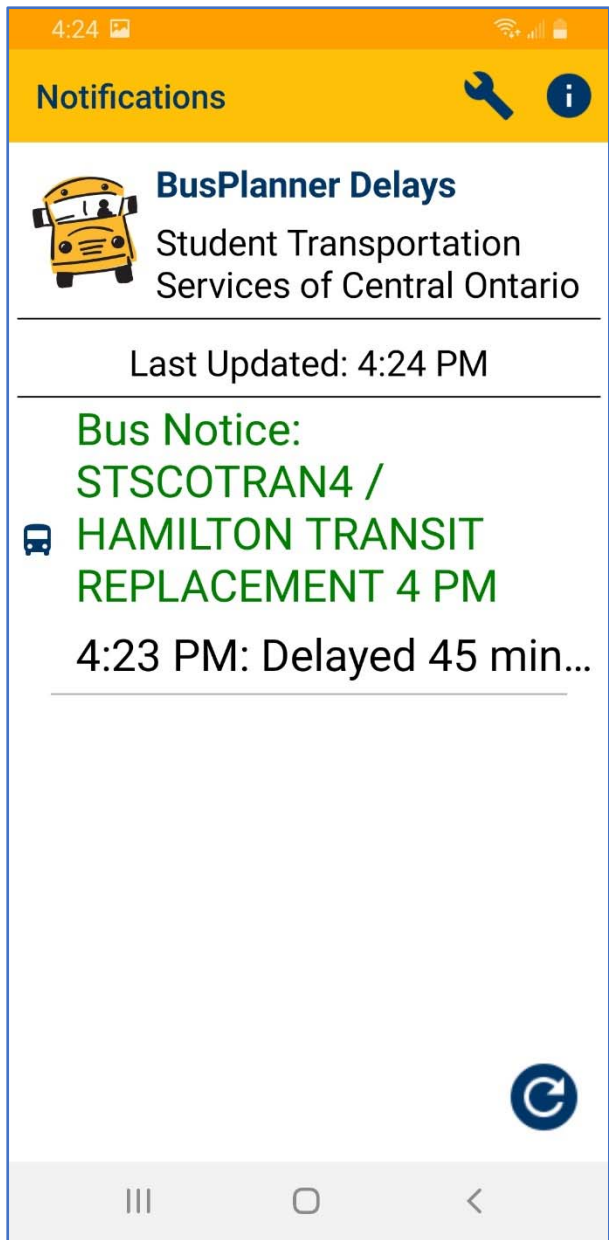 4:24
Notifications
BusPlanner Delays
Student Transportation
Services of Central Ontario
Last Updated: 4:24 PM
Bus Notice:
STSCOTRAN4 /
HAMILTON TRANSIT
REPLACEMENT 4 PM
4:23 PM: Delayed 45 min...